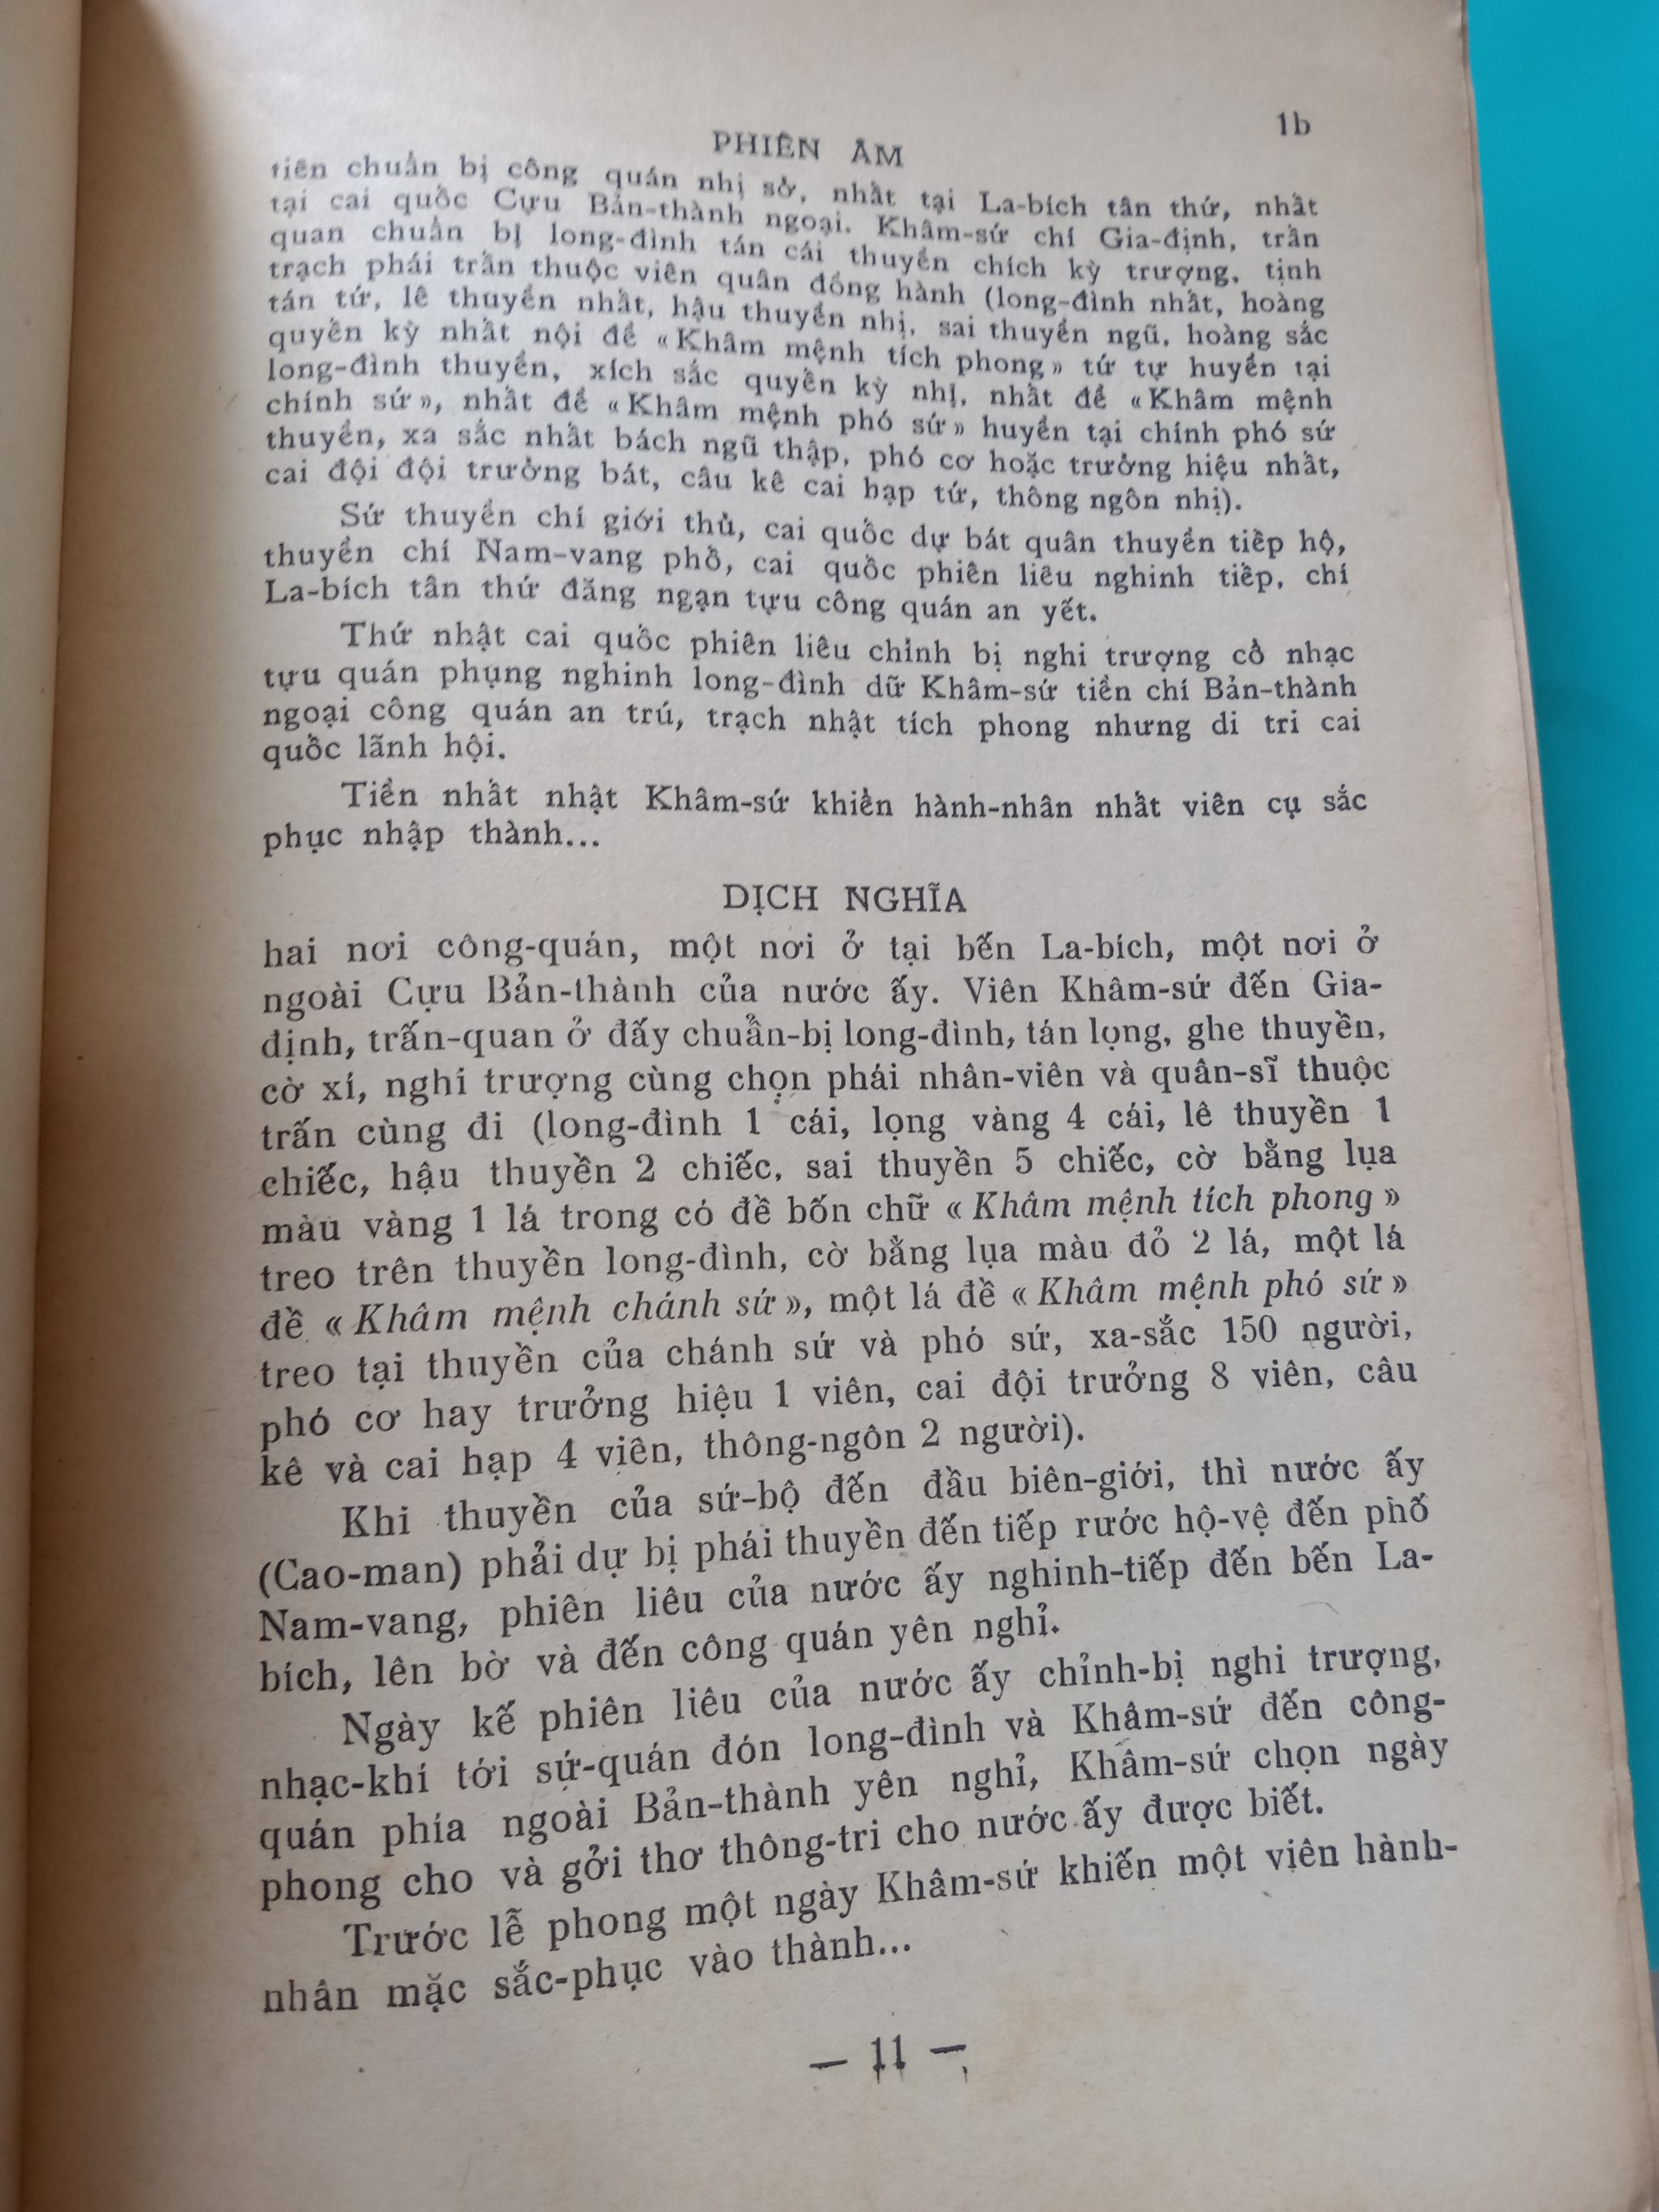 1b
PHIÊN ÂM
tiên chuẩn bị công quán nhị sở, nhất tại La-bích tân thứ, nhất
tại cai quốc Cựu Bản-thành ngoại. Khâm-sứ chí Gia-định, trấn
quan chuẩn bị long-đình tán cái thuyền chích kỳ trượng, tịnh
trạch phái trấn thuộc viên quân đồng hành (long-đình nhất, hoàng
tán tứ, lê thuyền nhất, hậu thuyền nhị, sai thuyền ngũ, hoàng sắc
quyên kỳ nhất nội đề « Khâm mệnh tích phong » tứ tự huyền tại
long-đình thuyền, xích sắc quyên kỳ nhị, nhất đề « Khâm mệnh
chính sứ », nhất đề « Khâm mệnh phó sứ » huyền tại chính phó sứ
thuyền, xa sắc nhất bách ngũ thập, phó cơ hoặc trưởng hiệu nhất,
cai đội đội trưởng bát, câu kê cai hạp tứ, thông ngôn nhị).
Sứ thuyền chí giới thủ, cai quốc dự bát quân thuyền tiếp hộ,
thuyền chí Nam-vang phố, cai quốc phiên liêu nghinh tiếp, chí
La-bích tân thứ đăng ngạn tựu công quán an yết.
Thứ nhật cai quốc phiên liêu chỉnh bị nghi trượng cổ nhạc
tựu quán phụng nghinh long-đình dữ Khâm-sứ tiền chí Bản-thành
ngoại công quán an trú, trạch nhật tích phong nhưng di tri cai
quốc lãnh hội.
Tiền nhất nhật Khâm-sứ khiển hành-nhân nhất viên cụ sắc
phục nhập thành...
DỊCH NGHĨA
hai nơi công-quán, một nơi ở tại bến La-bích, một nơi ở
ngoài Cựu Bản-thành của nước ấy. Viên Khâm-sứ đến Gia-
định, trấn-quan ở đấy chuẩn-bị long-đình, tán lọng, ghe thuyền,
cờ xí, nghi trượng cùng chọn phái nhân-viên và quân-sĩ thuộc
trấn cùng đi (long-đình 1 cái, lọng vàng 4 cái, lê thuyền 1
chiếc, hậu thuyền 2 chiếc, sai thuyền 5 chiếc, cờ bằng lụa
màu vàng 1 lá trong có đề bốn chữ « Khâm mệnh tích phong »
treo trên thuyền long-đình, cờ bằng lụa màu đỏ 2 lá, một lá
đề « Khâm mệnh chánh sứ », một lá đề « Khâm mệnh phó sứ »
treo tại thuyền của chánh sứ và phó sứ, xa-sắc 150 người,
phó cơ hay trưởng hiệu 1 viên, cai đội trưởng 8 viên, câu
kê và cai hạp 4 viên, thông-ngôn 2 người).
Khi thuyền của sứ-bộ đến đầu biên-giới, thì nước ấy
(Cao-man) phải dự bị phái thuyền đến tiếp rước hộ-vệ đến phố
Nam-vang, phiên liêu của nước ấy nghinh-tiếp đến bến La-
bích, lên bờ và đến công quán yên nghỉ.
Ngày kế phiên liêu của nước ấy chỉnh-bị nghi trượng,
nhạc-khí tới sứ-quán đón long-đình và Khâm-sứ đến công-
quán phía ngoài Bản-thành yên nghỉ, Khâm-sứ chọn ngày
phong cho và gởi thơ thông-tri cho nước ấy được biết.
Trước lễ phong một ngày Khâm-sứ khiến một viên hành-
nhân mặc sắc-phục vào thành...
— 11 —